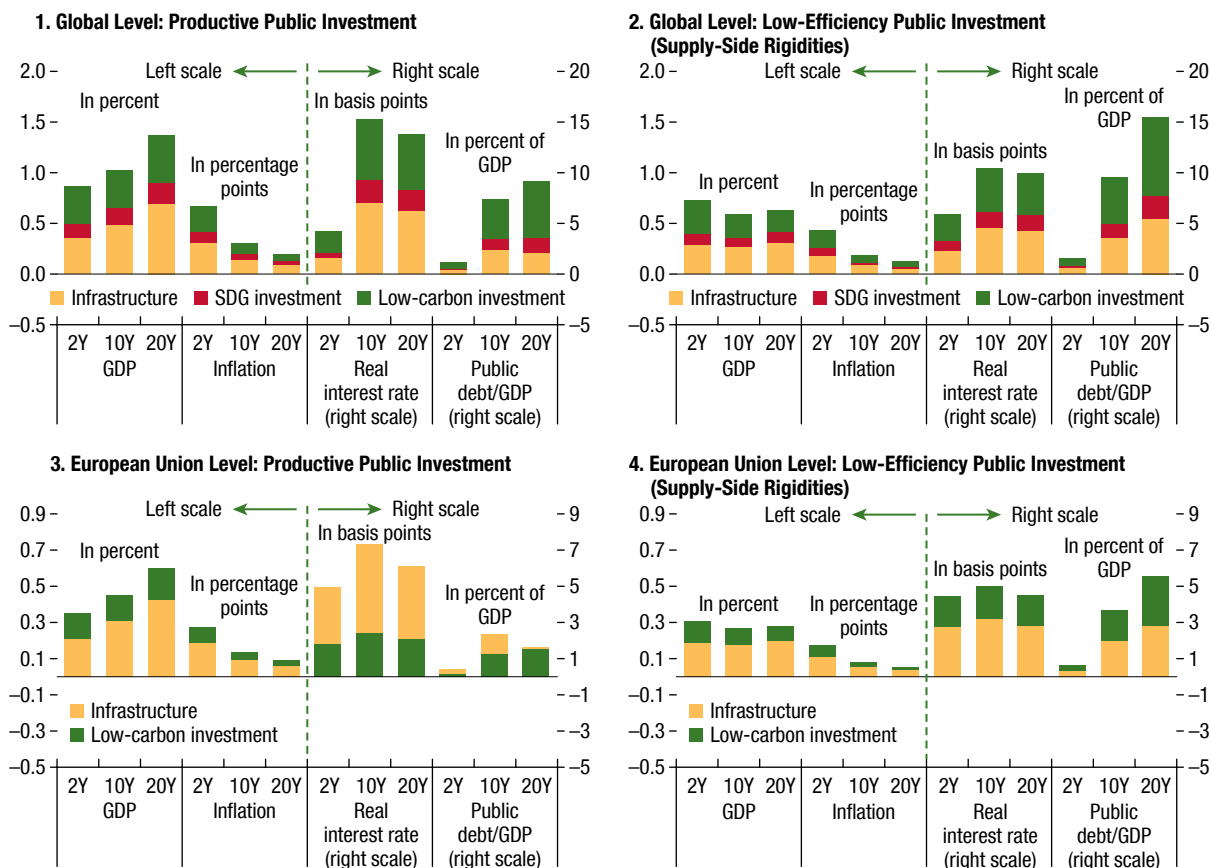 1. Global Level: Productive Public Investment
Left scale
Right scale
2.0
1.5
1.0
0.5
0.0
–0.5
20
15
10
5
0
–5
In percent
In percentage
points
In basis points
In percent of
GDP
Infrastructure SDG investment Low-carbon investment
2Y 10Y 20Y 2Y 10Y 20Y 2Y 10Y 20Y 2Y 10Y 20Y
GDP
Inflation
Real
interest rate
(right scale)
Public
debt/GDP
(right scale)
2. Global Level: Low-Efficiency Public Investment
(Supply-Side Rigidities)
Left scale
Right scale
2.0
1.5
1.0
0.5
0.0
–0.5
20
15
10
5
0
–5
In percent
In percentage
points
In basis points
In percent of
GDP
Infrastructure SDG investment Low-carbon investment
2Y 10Y 20Y 2Y 10Y 20Y 2Y 10Y 20Y 2Y 10Y 20Y
GDP
Inflation
Real
interest rate
(right scale)
Public
debt/GDP
(right scale)
3. European Union Level: Productive Public Investment
Left scale
Right scale
0.9
0.7
0.5
0.3
0.1
–0.1
–0.3
–0.5
9
7
5
3
1
–1
–3
–5
In percent
In percentage
points
In basis points
In percent of
GDP
Infrastructure
Low-carbon investment
2Y 10Y 20Y 2Y 10Y 20Y 2Y 10Y 20Y 2Y 10Y 20Y
GDP
Inflation
Real
interest rate
(right scale)
Public
debt/GDP
(right scale)
4. European Union Level: Low-Efficiency Public Investment
(Supply-Side Rigidities)
Left scale
Right scale
0.9
0.7
0.5
0.3
0.1
–0.1
–0.3
–0.5
9
7
5
3
1
–1
–3
–5
In percent
In percentage
points
In basis points
In percent of
GDP
Infrastructure
Low-carbon investment
2Y 10Y 20Y 2Y 10Y 20Y 2Y 10Y 20Y 2Y 10Y 20Y
GDP
Inflation
Real
interest rate
(right scale)
Public
debt/GDP
(right scale)